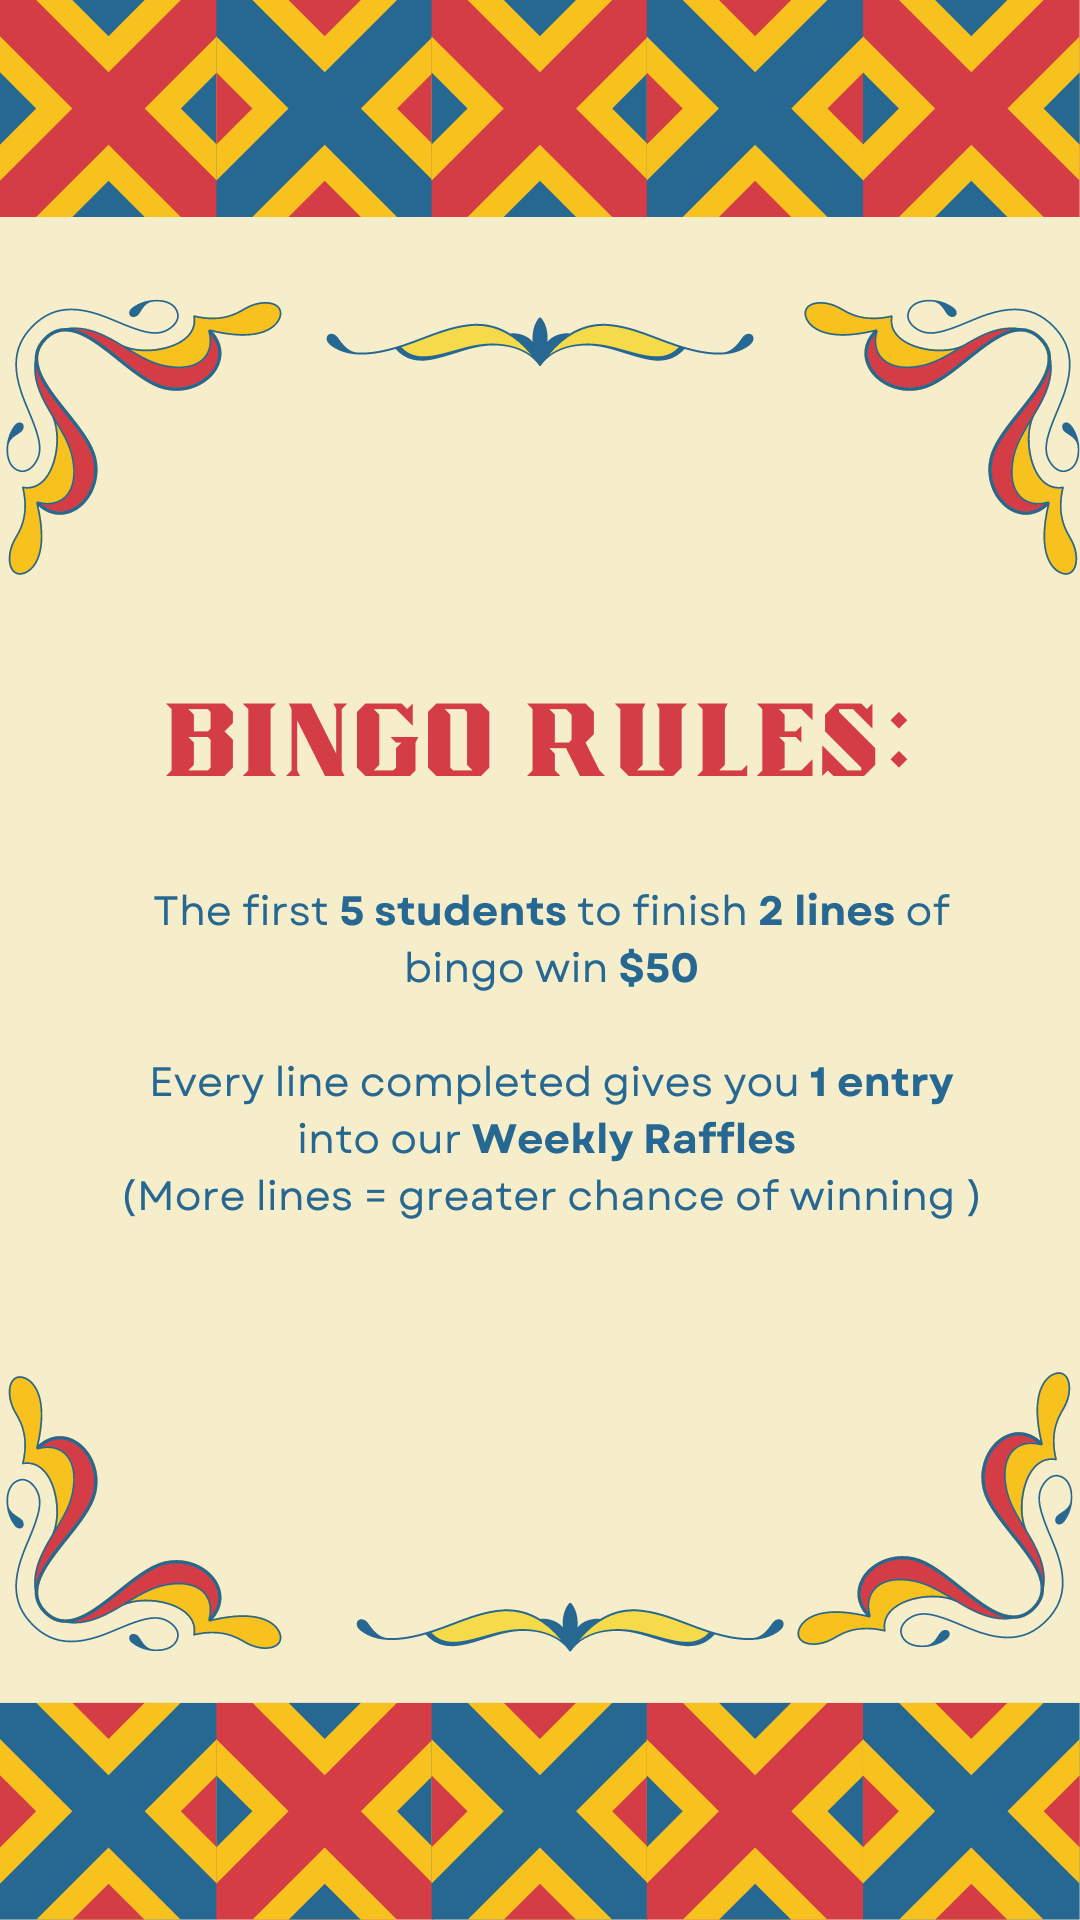 BINGO RULES:
The first 5 students to finish 2 lines of
bingo win $50
Every line completed gives you 1 entry
into our Weekly Raffles
(More lines = greater chance of winning )